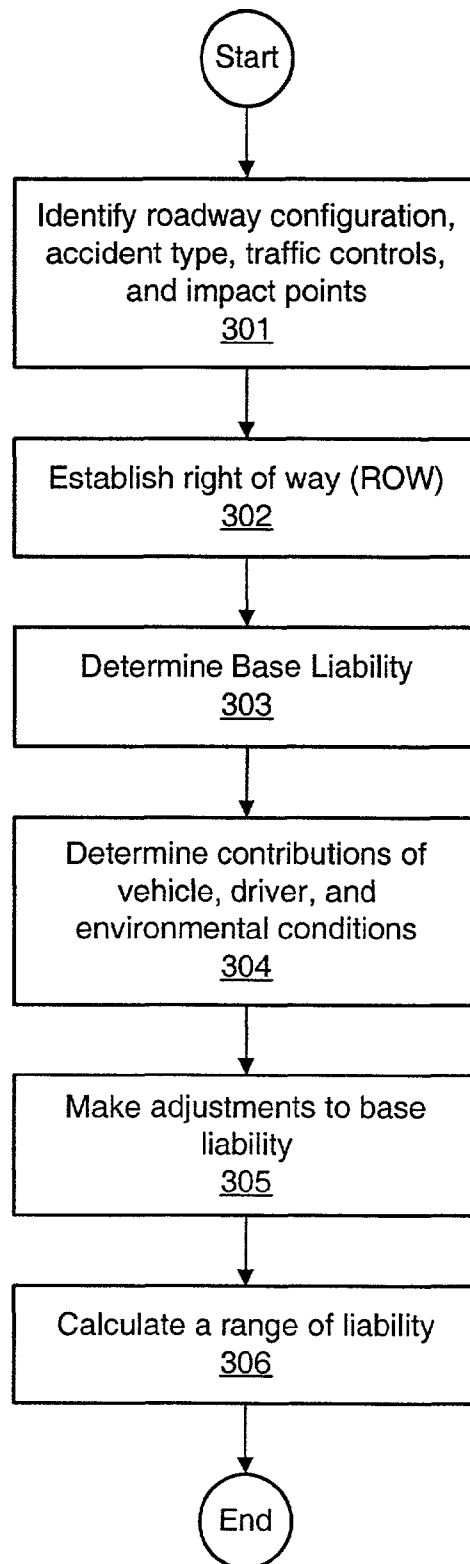 Start
Identify roadway configuration,
accident type, traffic controls,
and impact points
301
Establish right of way (ROW)
302
Determine Base Liability
303
Determine contributions of
vehicle, driver, and
environmental conditions
304
Make adjustments to base
liability
305
Calculate a range of liability
306
End